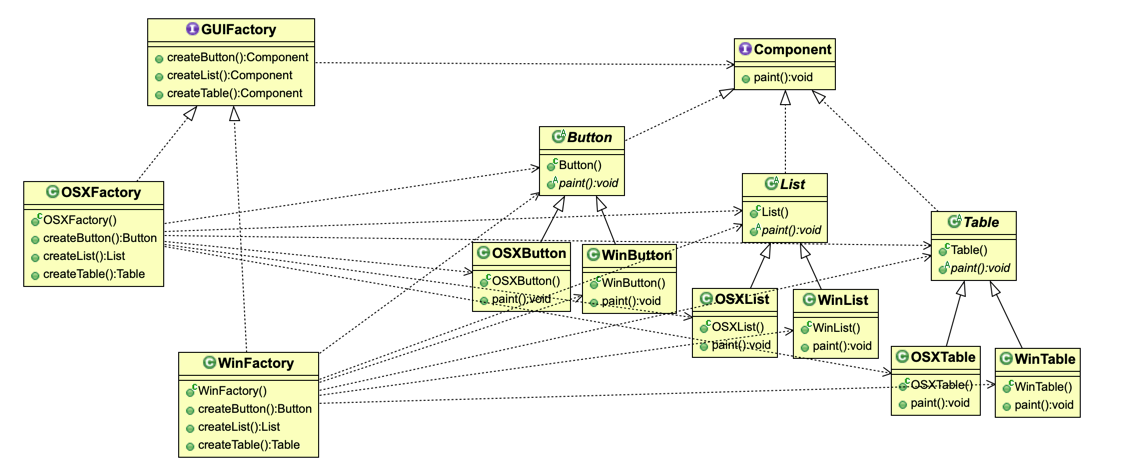 GUIFactory
createButton():Component
createList():Component
createTable():Component
I Component
paint():void
Button
Button()
paint():void
List
List()
paint():void
OSXFactory
OSXFactory()
createButton():Button
createList():List
createTable():Table
Table
Table()
paint():void
OSXButton
OSXButton()
paint():void
WinButton
WinButton()
paint():void
OSXList
OSXList()
paint():void
WinList
WinList()
paint():void
WinFactory
WinFactory()
createButton():Button
createList():List
createTable():Table
OSXTable
OSXTable()
paint():void
WinTable
WinTable()
paint():void